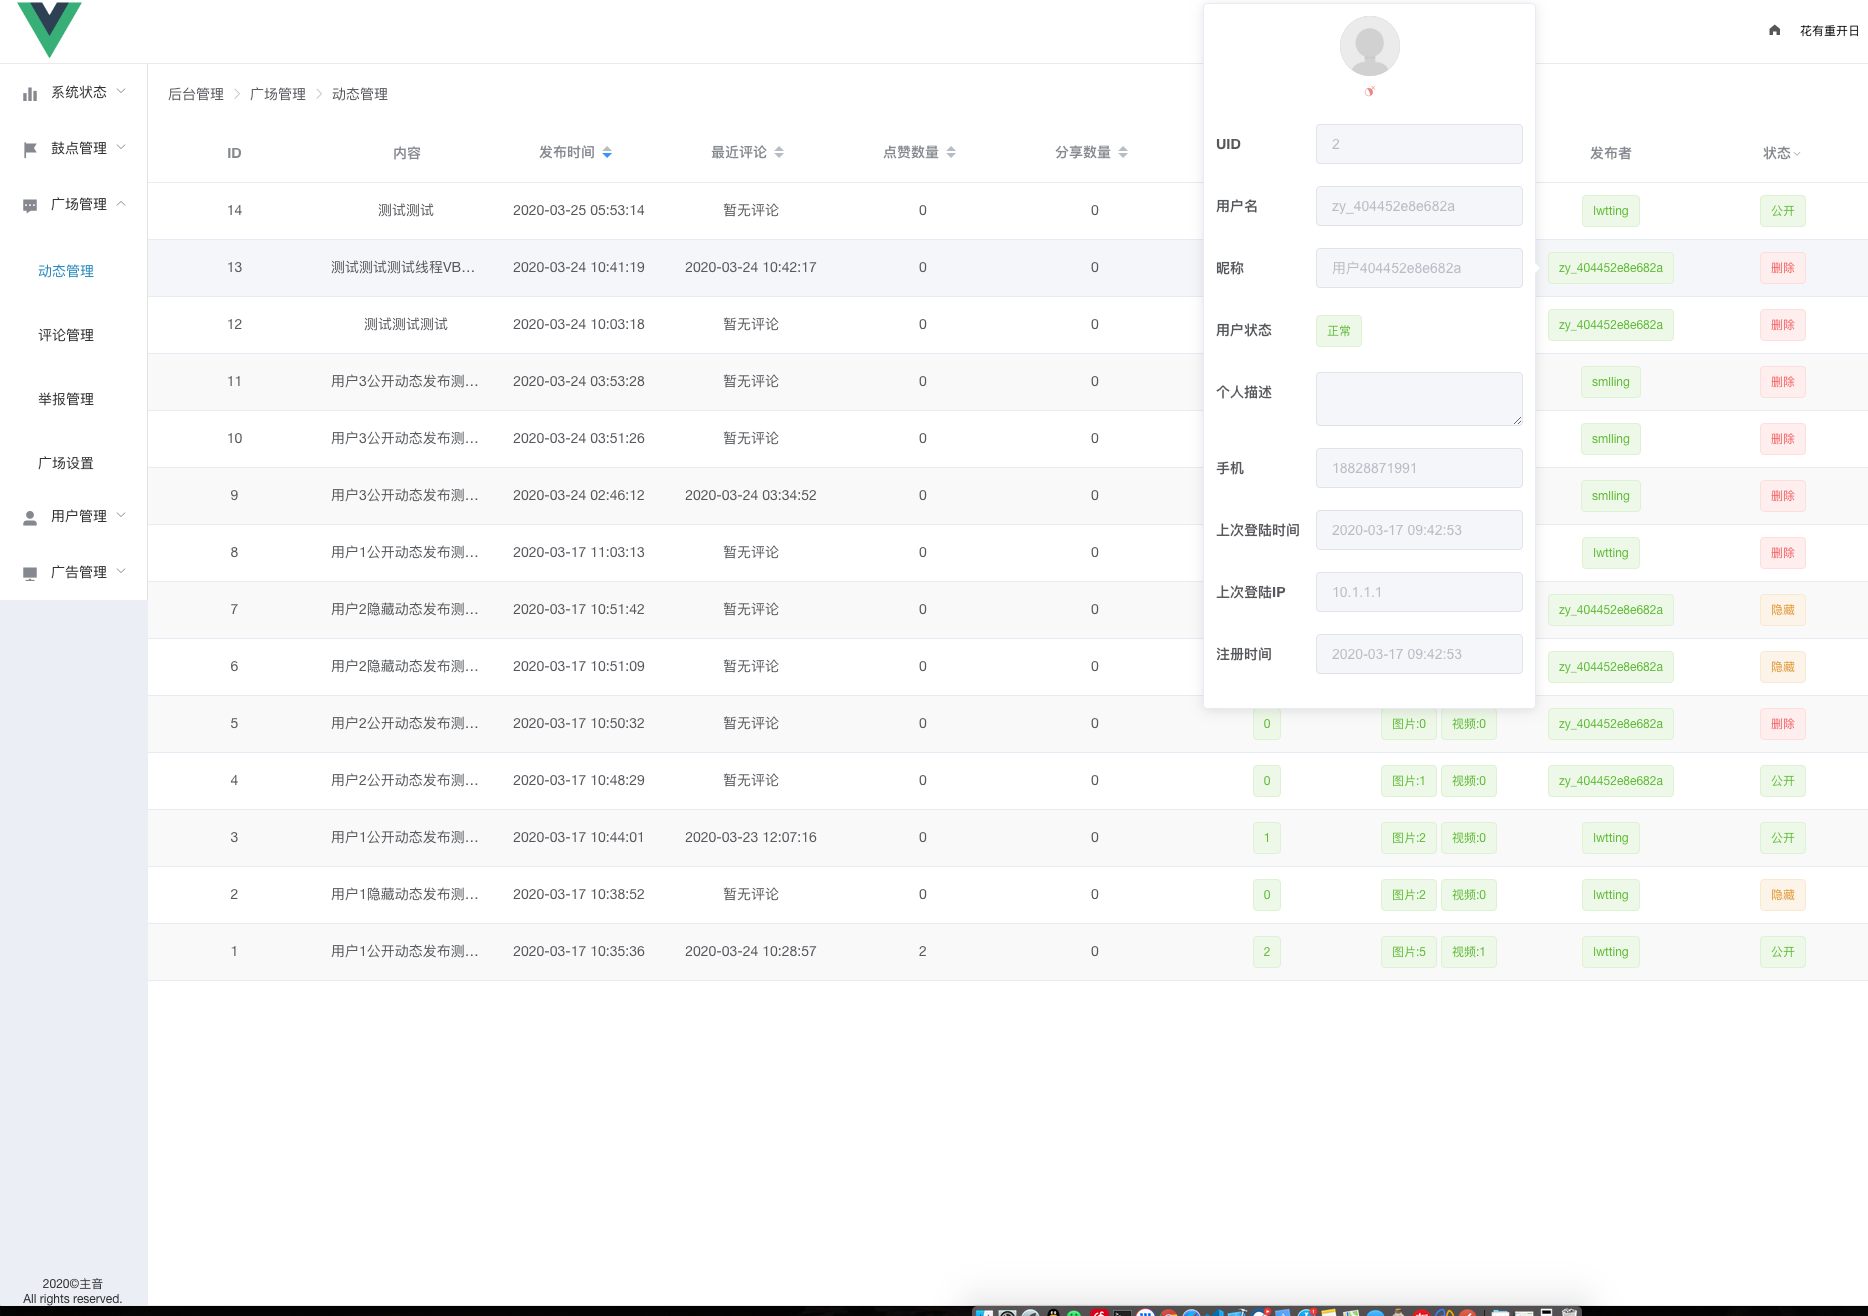 花有重开日
系统状态
鼓点管理
广场管理
动态管理
评论管理
举报管理
广场设置
用户管理
广告管理
2020©主音
All rights reserved.
后台管理 广场管理 动态管理
ID 内容 发布时间 最近评论 点赞数量 分享数量 发布者 状态
14 测试测试 2020-03-25 05:53:14 暂无评论 0 0 lwtting 公开
13 测试测试测试线程VB... 2020-03-24 10:41:19 2020-03-24 10:42:17 0 0 zy_404452e8e682a 删除
12 测试测试测试 2020-03-24 10:03:18 暂无评论 0 0 zy_404452e8e682a 删除
11 用户3公开动态发布测... 2020-03-24 03:53:28 暂无评论 0 0 smlling 删除
10 用户3公开动态发布测... 2020-03-24 03:51:26 暂无评论 0 0 smlling 删除
9 用户3公开动态发布测... 2020-03-24 02:46:12 2020-03-24 03:34:52 0 0 smlling 删除
8 用户1公开动态发布测... 2020-03-17 11:03:13 暂无评论 0 0 lwtting 删除
7 用户2隐藏动态发布测... 2020-03-17 10:51:42 暂无评论 0 0 zy_404452e8e682a 隐藏
6 用户2隐藏动态发布测... 2020-03-17 10:51:09 暂无评论 0 0 zy_404452e8e682a 隐藏
5 用户2公开动态发布测... 2020-03-17 10:50:32 暂无评论 0 0 0 图片:0 视频:0 zy_404452e8e682a 删除
4 用户2公开动态发布测... 2020-03-17 10:48:29 暂无评论 0 0 0 图片:1 视频:0 zy_404452e8e682a 公开
3 用户1公开动态发布测... 2020-03-17 10:44:01 2020-03-23 12:07:16 0 0 1 图片:2 视频:0 lwtting 公开
2 用户1隐藏动态发布测... 2020-03-17 10:38:52 暂无评论 0 0 0 图片:2 视频:0 lwtting 隐藏
1 用户1公开动态发布测... 2020-03-17 10:35:36 2020-03-24 10:28:57 2 0 2 图片:5 视频:1 lwtting 公开
UID 2
用户名 zy_404452e8e682a
昵称 用户404452e8e682a
用户状态 正常
个人描述
手机 18828871991
上次登陆时间 2020-03-17 09:42:53
上次登陆IP 10.1.1.1
注册时间 2020-03-17 09:42:53